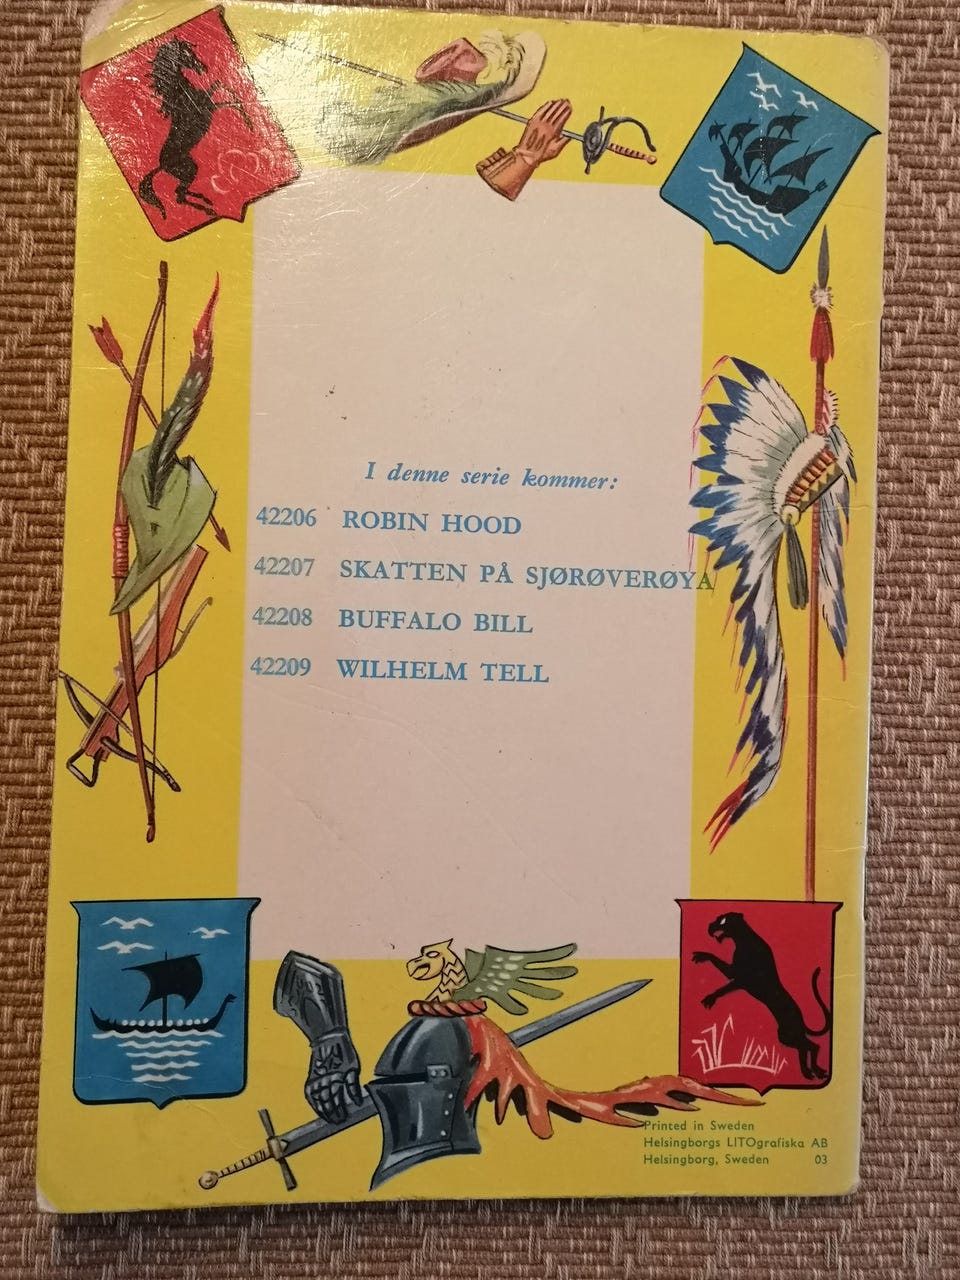 I denne serie kommer:
42206 ROBIN HOOD
42207 SKATTEN PÅ SJØRØVERØYA
42208 BUFFALO BILL
42209 WILHELM TELL
Printed in Sweden
Helsingborgs LITOgrafiska AB
Helsingborg, Sweden 03